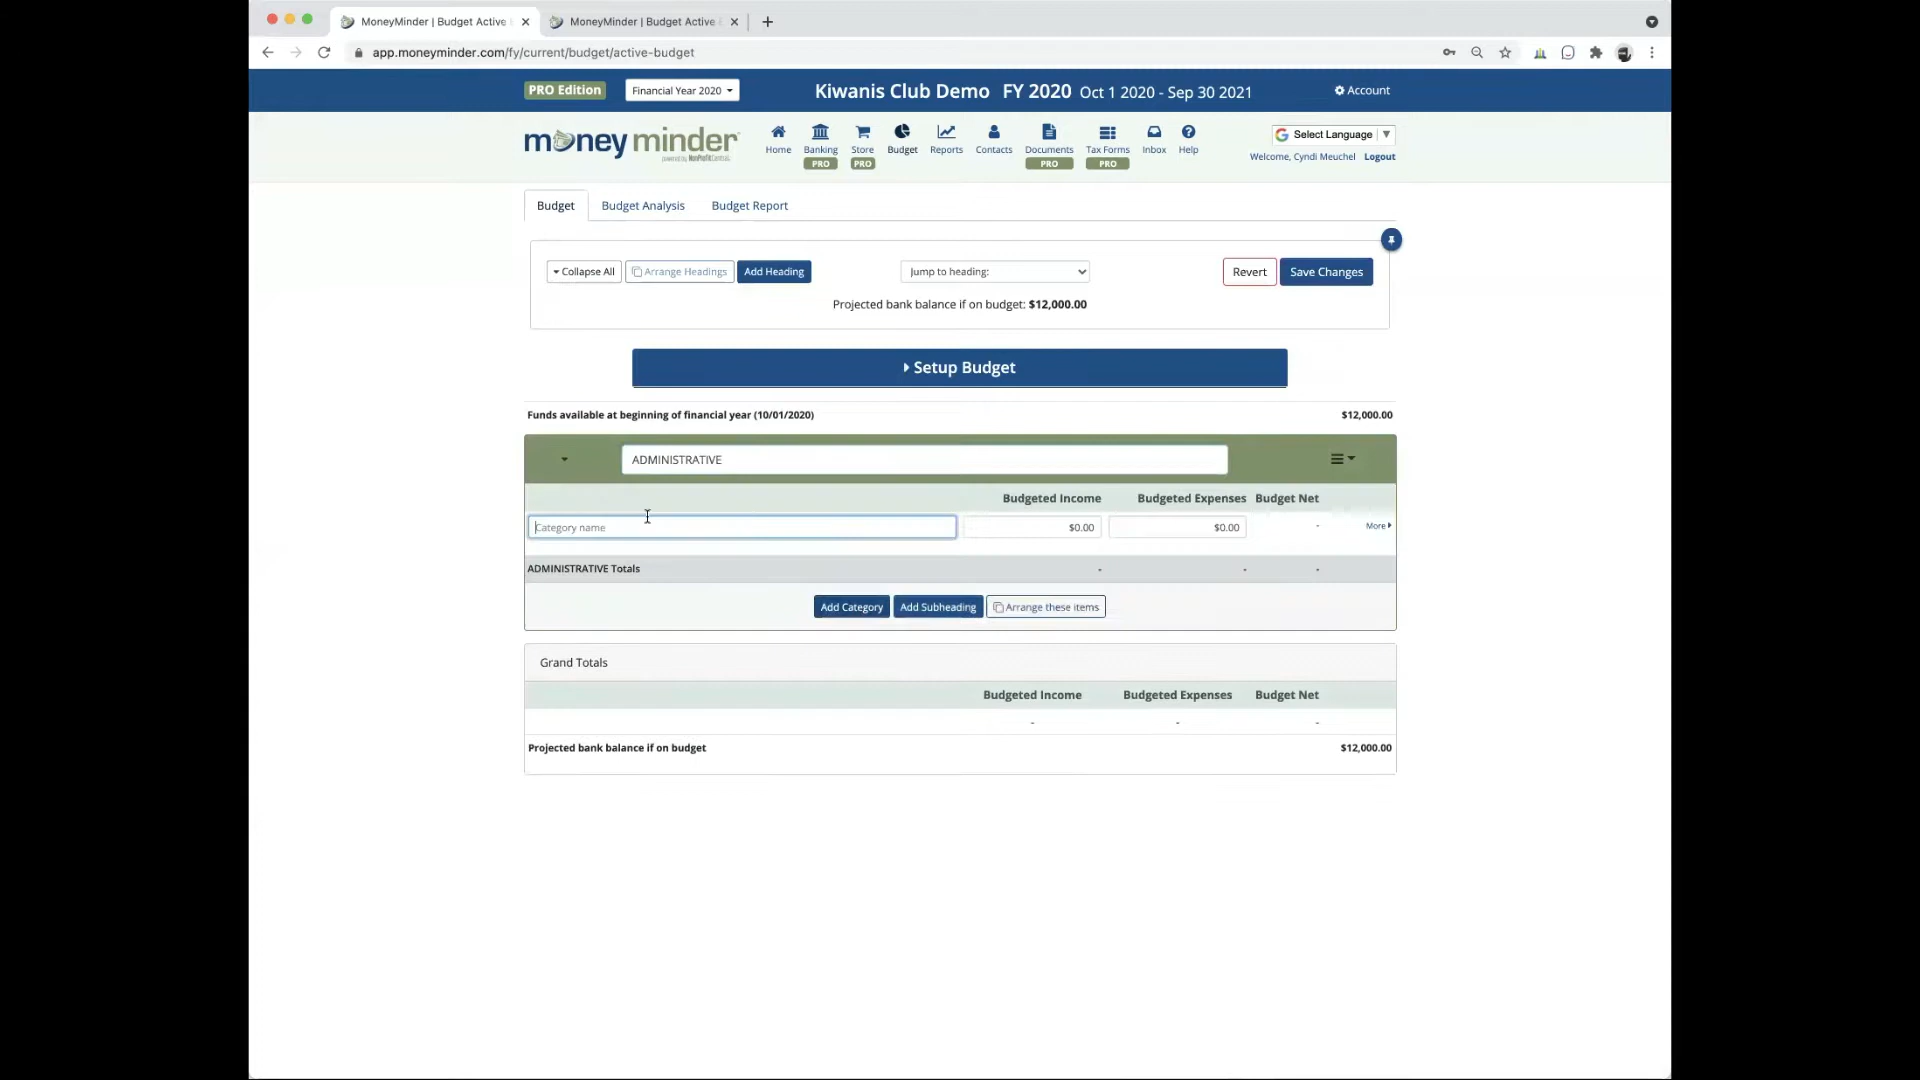 MoneyMinder | Budget Active
MoneyMinder | Budget Active
app.moneyminder.com/fy/current/budget/active-budget
PRO Edition
Financial Year 2020
Kiwanis Club Demo FY 2020 Oct 1 2020 - Sep 30 2021
Account
money minder
powered by NonProfitCentral
Home
Banking
PRO
Store
PRO
Budget
Reports
Contacts
Documents
PRO
Tax Forms
PRO
Inbox
Help
G Select Language ▼
Welcome, Cyndi Meuchel Logout
Budget
Budget Analysis
Budget Report
Collapse All
Arrange Headings
Add Heading
Jump to heading:
Revert
Save Changes
Projected bank balance if on budget: $12,000.00
Setup Budget
Funds available at beginning of financial year (10/01/2020) $12,000.00
ADMINISTRATIVE
Budgeted Income Budgeted Expenses Budget Net
Category name $0.00 $0.00 - More
ADMINISTRATIVE Totals - - -
Add Category
Add Subheading
Arrange these items
Grand Totals
Budgeted Income Budgeted Expenses Budget Net
- - -
Projected bank balance if on budget $12,000.00